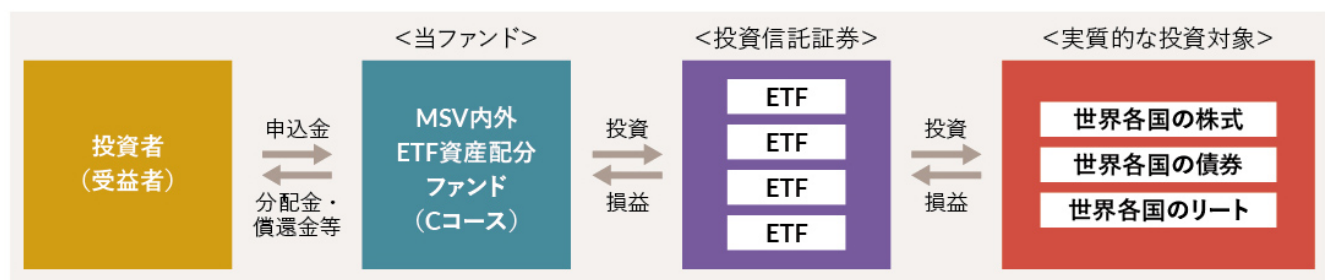 <当ファンド>
<投資信託証券>
<実質的な投資対象>
投資者
(受益者)
申込金
分配金・
償還金等
MSV内外
ETF資産配分
ファンド
(Cコース)
投資
損益
ETF
ETF
ETF
ETF
投資
損益
世界各国の株式
世界各国の債券
世界各国のリート